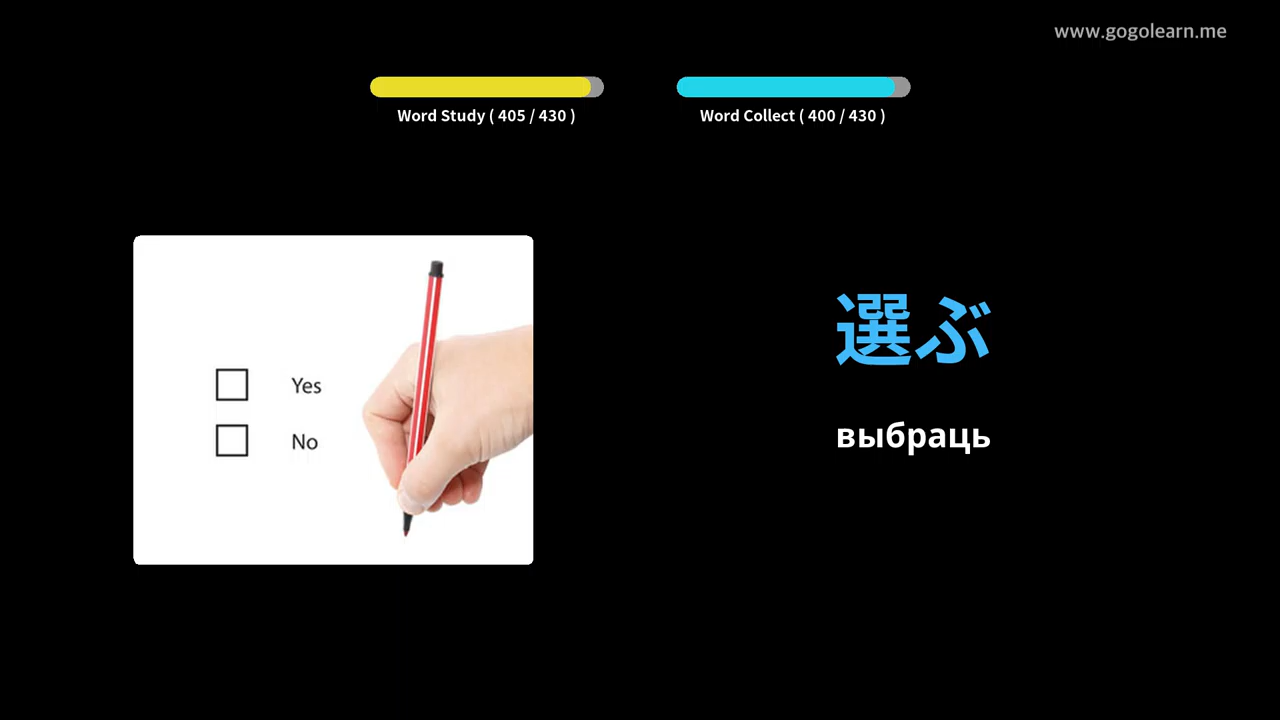 www.gogolearn.me
Word Study ( 405 / 430 )
Word Collect ( 400 / 430 )
Yes
No
選ぶ
выбраць